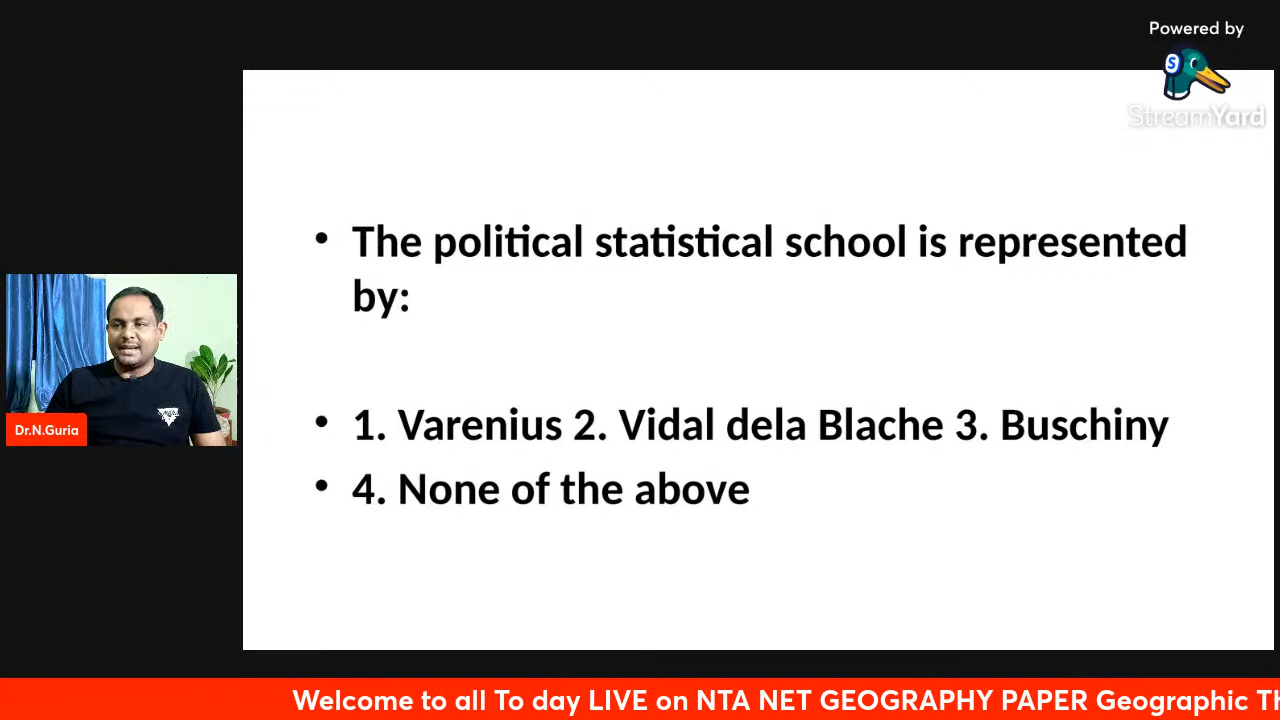 Powered by
StreamYard
• The political statistical school is represented
by:
• 1. Varenius 2. Vidal dela Blache 3. Buschiny
• 4. None of the above
Dr.N.Guria
Welcome to all To day LIVE on NTA NET GEOGRAPHY PAPER Geographic Th